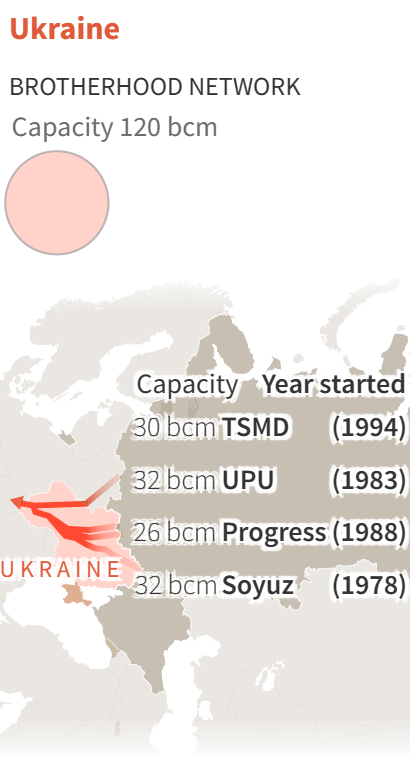 Ukraine
BROTHERHOOD NETWORK
Capacity 120 bcm
Capacity Year started
30 bcm TSMD (1994)
32 bcm UPU (1983)
26 bcm Progress (1988)
UKRAINE
32 bcm Soyuz (1978)